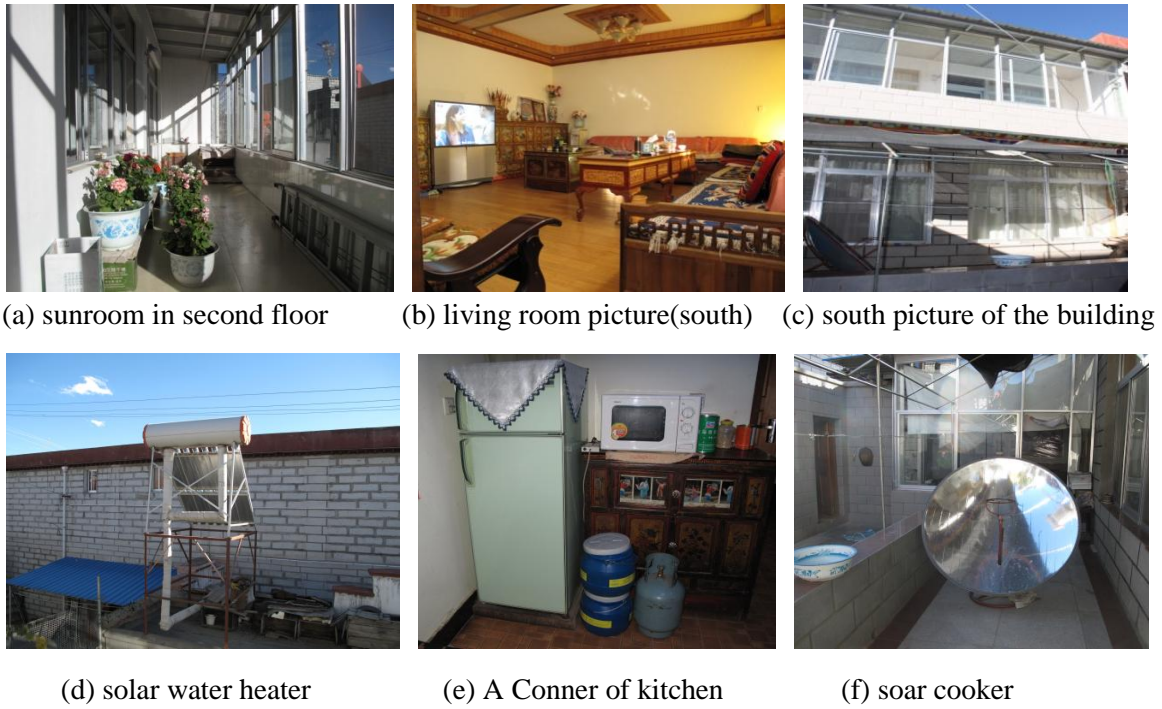 (a) sunroom in second floor
(b) living room picture(south)
(c) south picture of the building
(d) solar water heater
(e) A Conner of kitchen
(f) soar cooker